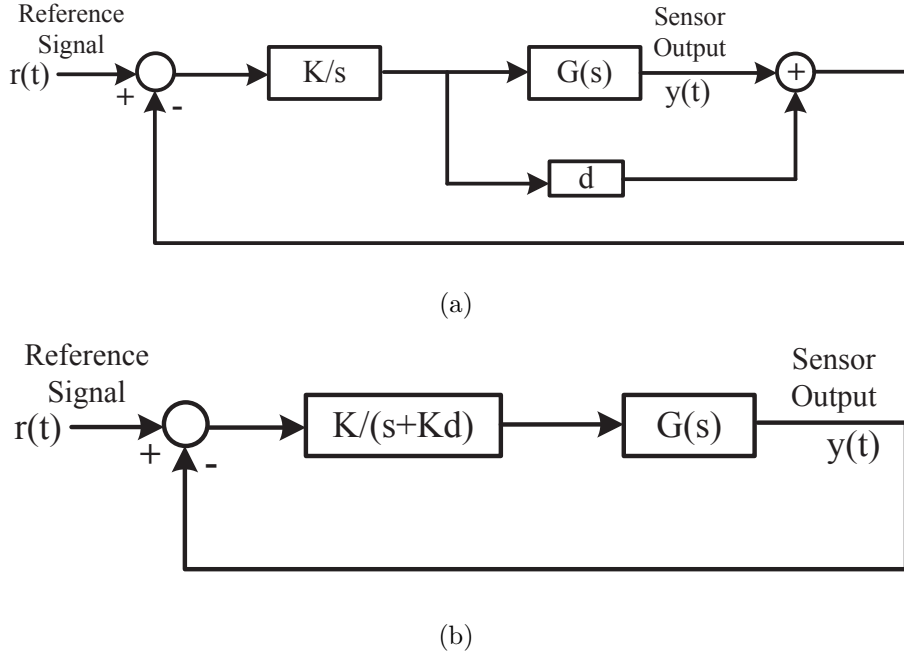 Reference
Signal
r(t)
+
-
K/s
G(s)
Sensor
Output
y(t)
+
d
(a)
Reference
Signal
r(t)
+
-
K/(s+Kd)
G(s)
Sensor
Output
y(t)
(b)